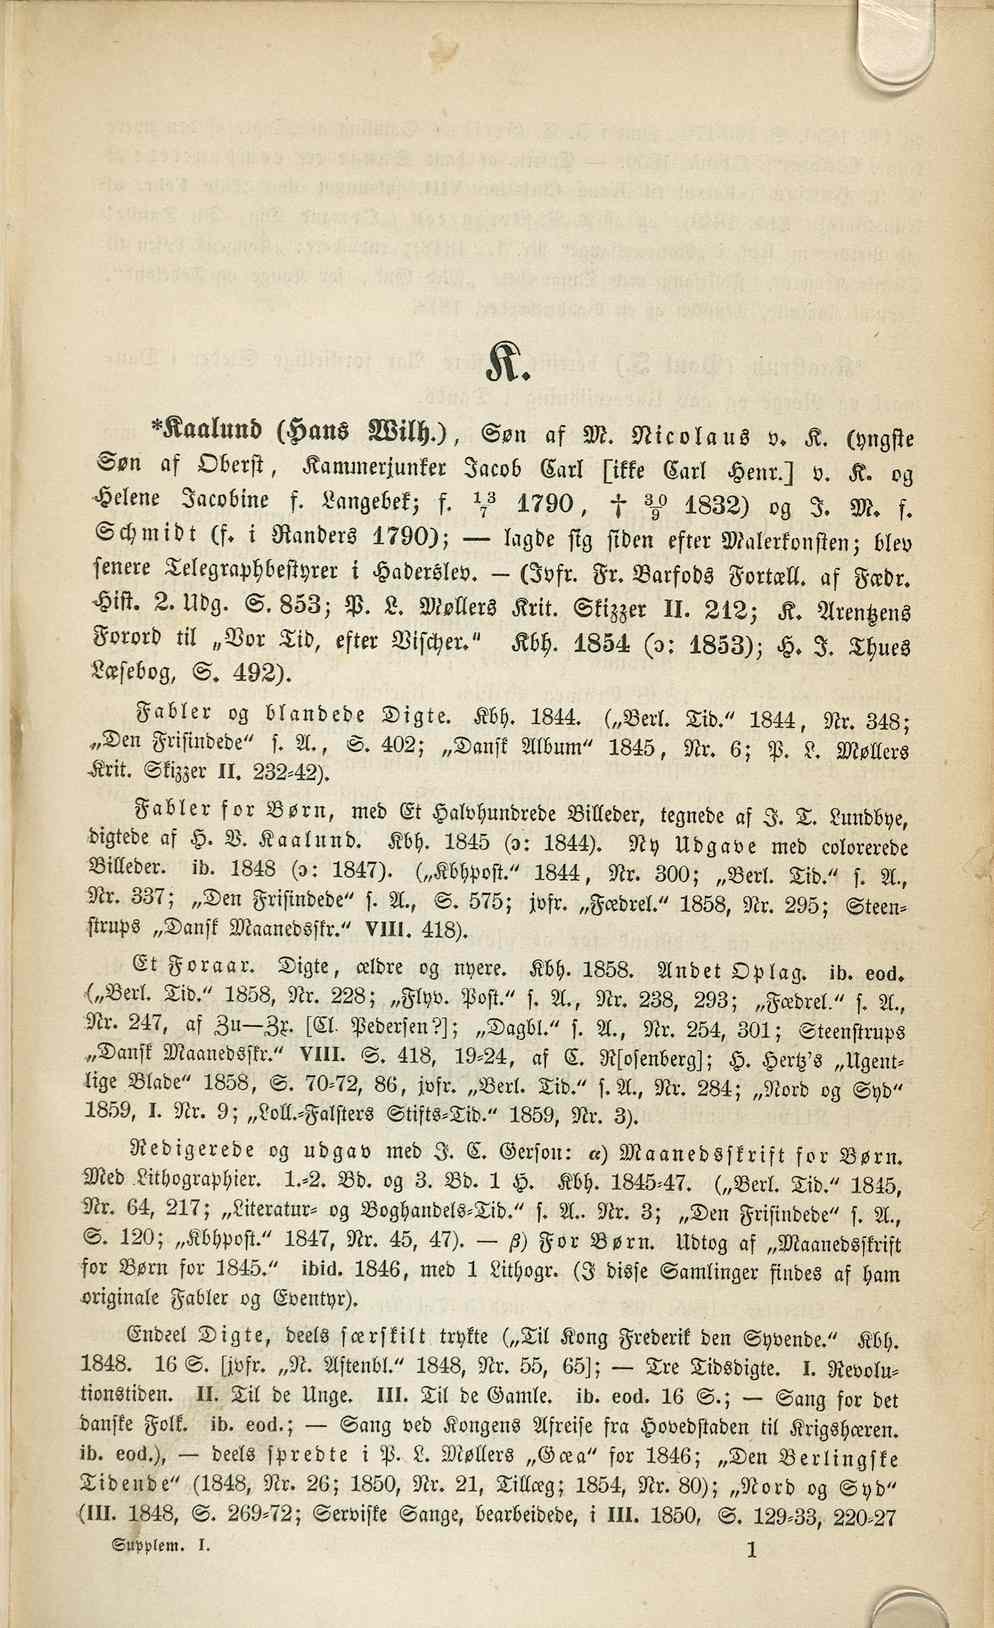 K.
*Kaalund (Hans Wilh.), Søn af M. Nicolaus v. K. (yngste
Søn af Oberst, Kammerjunker Jacob Carl [ikke Carl Henr.] v. K. og
Helene Jacobine f. Langebek; f. 13/7 1790, † 30/9 1832) og J. M. f.
Schmidt (f. i Randers 1790); — lagde sig siden efter Malerkonsten; blev
senere Telegraphbestyrer i Haderslev. — (Jvfr. Fr. Barfods Fortæll. af Fædr.
Hist. 2. Udg. S. 853; P. L. Møllers Krit. Skizzer II. 212; K. Arentzens
Forord til „Vor Tid, efter Vischer.“ Kbh. 1854 (ɔ: 1853); H. J. Thues
Læsebog, S. 492).
Fabler og blandede Digte. Kbh. 1844. („Berl. Tid.“ 1844, Nr. 348;
„Den Frisindede“ s. A., S. 402; „Dansk Album“ 1845, Nr. 6; P. L. Møllers
Krit. Skizzer II. 232-42).
Fabler for Børn, med Et Halvhundrede Billeder, tegnede af J. T. Lundbye,
digtede af H. V. Kaalund. Kbh. 1845 (ɔ: 1844). Ny Udgave med colorerede
Billeder. ib. 1848 (ɔ: 1847). („Kbhpost.“ 1844, Nr. 300; „Berl. Tid.“ s. A.,
Nr. 337; „Den Frisindede“ s. A., S. 575; jvfr. „Fædrel.“ 1858, Nr. 295; Steen-
strups „Dansk Maanedsskr.“ VIII. 418).
Et Foraar. Digte, ældre og nyere. Kbh. 1858. Andet Oplag. ib. eod.
(„Berl. Tid.“ 1858, Nr. 228; „Flyv. Post.“ s. A., Nr. 238, 293; „Fædrel.“ s. A.,
Nr. 247, af Zu—Zx. [Cl. Pedersen?]; „Dagbl.“ s. A., Nr. 254, 301; Steenstrups
„Dansk Maanedsskr.“ VIII. S. 418, 19-24, af C. R[osenberg]; H. Hertz's „Ugent-
lige Blade“ 1858, S. 70-72, 86, jvfr. „Berl. Tid.“ s. A., Nr. 284; „Nord og Syd“
1859, I. Nr. 9; „Loll.-Falsters Stifts-Tid.“ 1859, Nr. 3).
Redigerede og udgav med J. C. Gerson: α) Maanedsskrift for Børn.
Med Lithographier. 1.-2. Bd. og 3. Bd. 1 H. Kbh. 1845-47. („Berl. Tid.“ 1845,
Nr. 64, 217; „Literatur- og Boghandels-Tid.“ s. A.. Nr. 3; „Den Frisindede“ s. A.,
S. 120; „Kbhpost.“ 1847, Nr. 45, 47). — β) For Børn. Udtog af „Maanedsskrift
for Børn for 1845.“ ibid. 1846, med 1 Lithogr. (I disse Samlinger findes af ham
originale Fabler og Eventyr).
Endeel Digte, deels særskilt trykte („Til Kong Frederik den Syvende.“ Kbh.
1848. 16 S. [jvfr. „N. Aftenbl.“ 1848, Nr. 55, 65]; — Tre Tidsdigte. I. Revolu-
tionstiden. II. Til de Unge. III. Til de Gamle. ib. eod. 16 S.; — Sang for det
danske Folk. ib. eod.; — Sang ved Kongens Afreise fra Hovedstaden til Krigshæren.
ib. eod.), — deels spredte i P. L. Møllers „Gæa“ for 1846; „Den Berlingske
Tidende“ (1848, Nr. 26; 1850, Nr. 21, Tillæg; 1854, Nr. 80); „Nord og Syd“
(III. 1848, S. 269-72; Serviske Sange, bearbeidede, i III. 1850, S. 129-33, 220-27
Supplem. I. 1